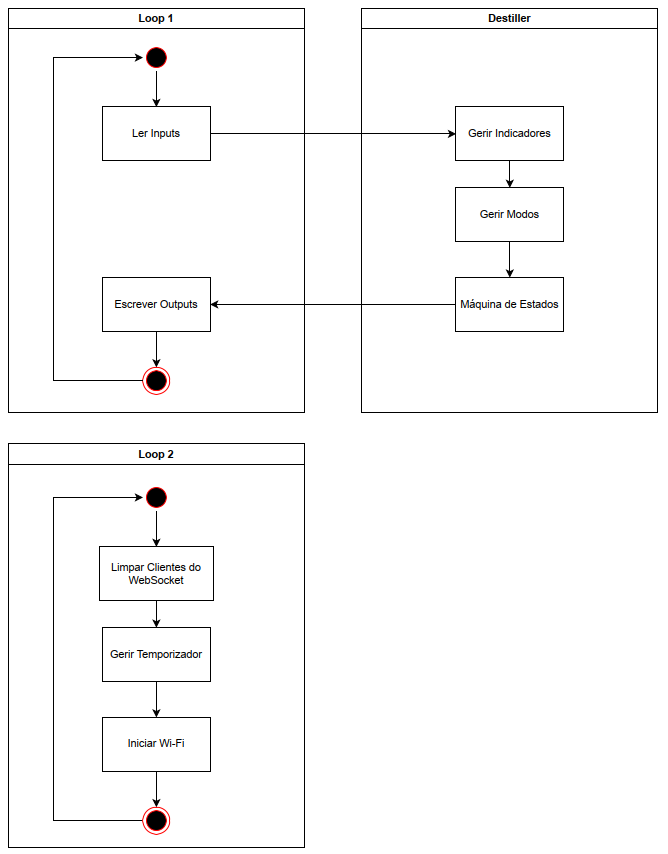 Loop 1
Destiller
Ler Inputs
Gerir Indicadores
Gerir Modos
Escrever Outputs
Máquina de Estados
Loop 2
Limpar Clientes do
WebSocket
Gerir Temporizador
Iniciar Wi-Fi